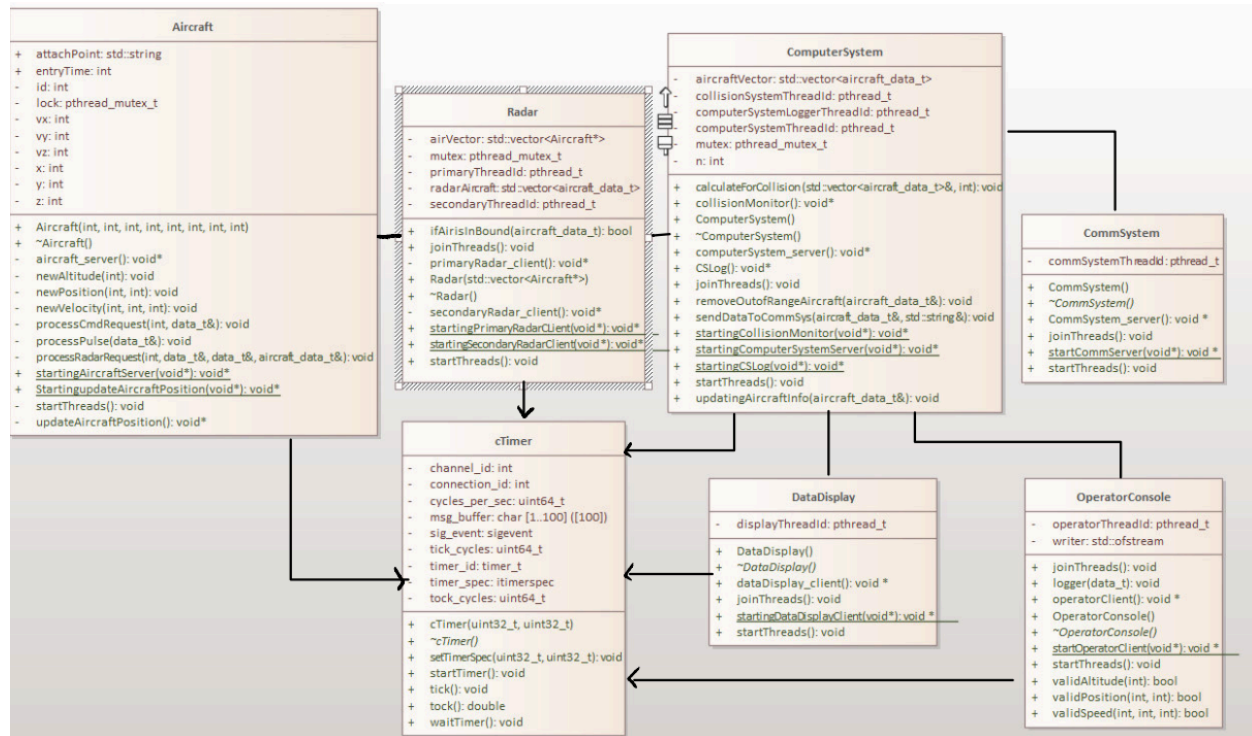 Aircraft
+ attachPoint: std::string
+ entryTime: int
- id: int
- lock: pthread_mutex_t
- vx: int
- vy: int
- vz: int
- x: int
- y: int
- z: int
+ Aircraft(int, int, int, int, int, int, int, int)
+ ~Aircraft()
- aircraft_server(): void*
- newAltitude(int): void
- newPosition(int, int): void
- newVelocity(int, int, int): void
- processCmdRequest(int, data_t&): void
- processPulse(data_t&): void
- processRadarRequest(int, data_t&, data_t&, aircraft_data_t&): void
+ startingAircraftServer(void*): void*
+ StartingupdateAircraftPosition(void*): void*
- startThreads(): void
- updateAircraftPosition(): void*
Radar
- airVector: std::vector<Aircraft*>
- mutex: pthread_mutex_t
- primaryThreadId: pthread_t
- radarAircraft: std::vector<aircraft_data_t>
- secondaryThreadId: pthread_t
+ ifAirisInBound(aircraft_data_t): bool
+ joinThreads(): void
- primaryRadar_client(): void*
+ Radar(std::vector<Aircraft*>)
+ ~Radar()
- secondaryRadar_client(): void*
+ startingPrimaryRadarCLient(void*): void*
+ startingSecondaryRadarClient(void*): void*
+ startThreads(): void
ComputerSystem
- aircraftVector: std::vector<aircraft_data_t>
- collisionSystemThreadId: pthread_t
- computerSystemLoggerThreadId: pthread_t
- computerSystemThreadId: pthread_t
- mutex: pthread_mutex_t
- n: int
+ calculateForCollision(std::vector<aircraft_data_t>&, int): void
+ collisionMonitor(): void*
+ ComputerSystem()
+ ~ComputerSystem()
+ computer_server(): void*
+ CSLog(): void*
+ joinThreads(): void
+ removeOutofRangeAircraft(aircraft_data_t&): void
+ sendDataToCommSys(aircraft_data_t&, std::string&): void
+ startingCollisionMonitor(void*): void*
+ startingComputerSystemServer(void*): void*
+ startingCSLog(void*): void*
+ startThreads(): void
+ updatingAircraftInfo(aircraft_data_t&): void
CommSystem
- commSystemThreadId: pthread_t
+ CommSystem()
+ ~CommSystem()
+ CommSystem_server(): void *
+ joinThreads(): void
+ startCommServer(void*): void *
+ startThreads(): void
cTimer
- channel_id: int
- connection_id: int
- cycles_per_sec: uint64_t
- msg_buffer: char [1..100] ([100])
- sig_event: sigevent
- tick_cycles: uint64_t
- timer_id: timer_t
- timer_spec: itimerspec
- tock_cycles: uint64_t
+ cTimer(uint32_t, uint32_t)
+ ~cTimer()
+ setTimerSpec(uint32_t, uint32_t): void
+ startTimer(): void
+ tick(): void
+ tock(): double
+ waitTimer(): void
DataDisplay
- displayThreadId: pthread_t
+ DataDisplay()
+ ~DataDisplay()
+ dataDisplay_client(): void *
+ joinThreads(): void
+ startingDataDisplayClient(void*): void *
+ startThreads(): void
OperatorConsole
- operatorThreadId: pthread_t
- writer: std::ofstream
+ joinThreads(): void
+ logger(data_t): void
+ operatorClient(): void *
+ OperatorConsole()
+ ~OperatorConsole()
+ startOperatorClient(void*): void *
+ startThreads(): void
+ validAltitude(int): bool
+ validPosition(int, int): bool
+ validSpeed(int, int, int): bool